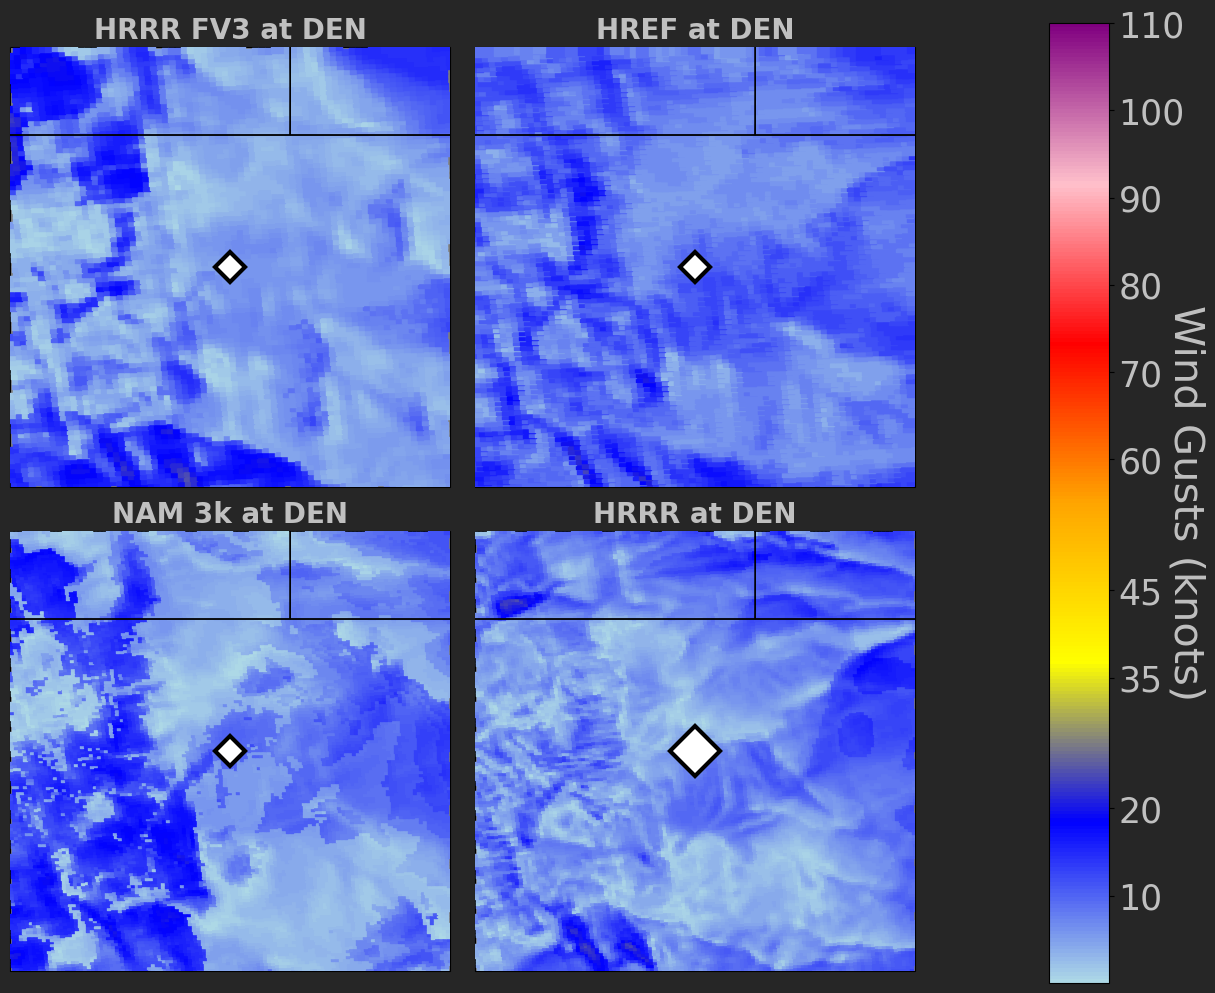 HRRR FV3 at DEN
HREF at DEN
NAM 3k at DEN
HRRR at DEN
110
100
90
80
70
60
45
35
20
10
Wind Gusts (knots)